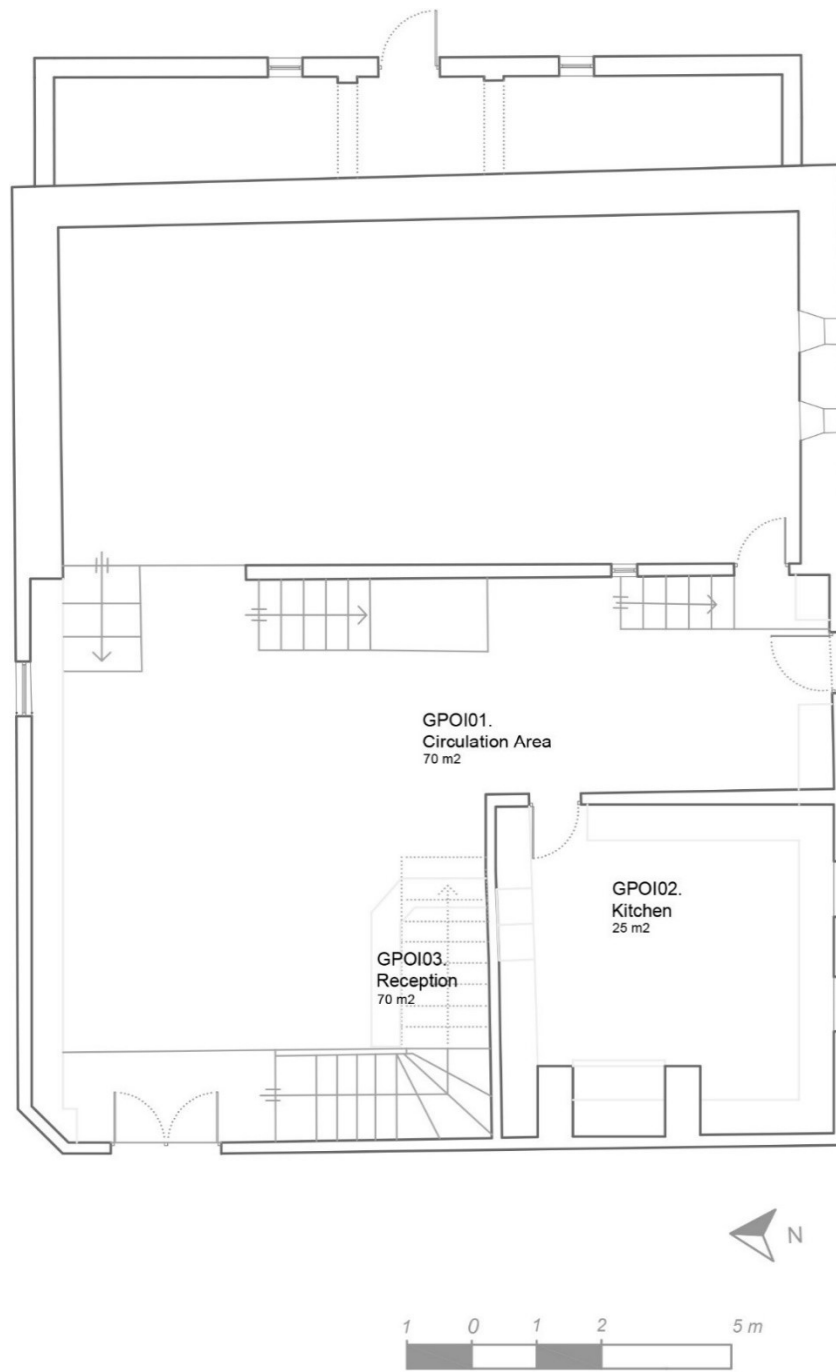 GPOI01.
Circulation Area
70 m2
GPOI02.
Kitchen
25 m2
GPOI03.
Reception
70 m2
N
1 0 1 2 5 m